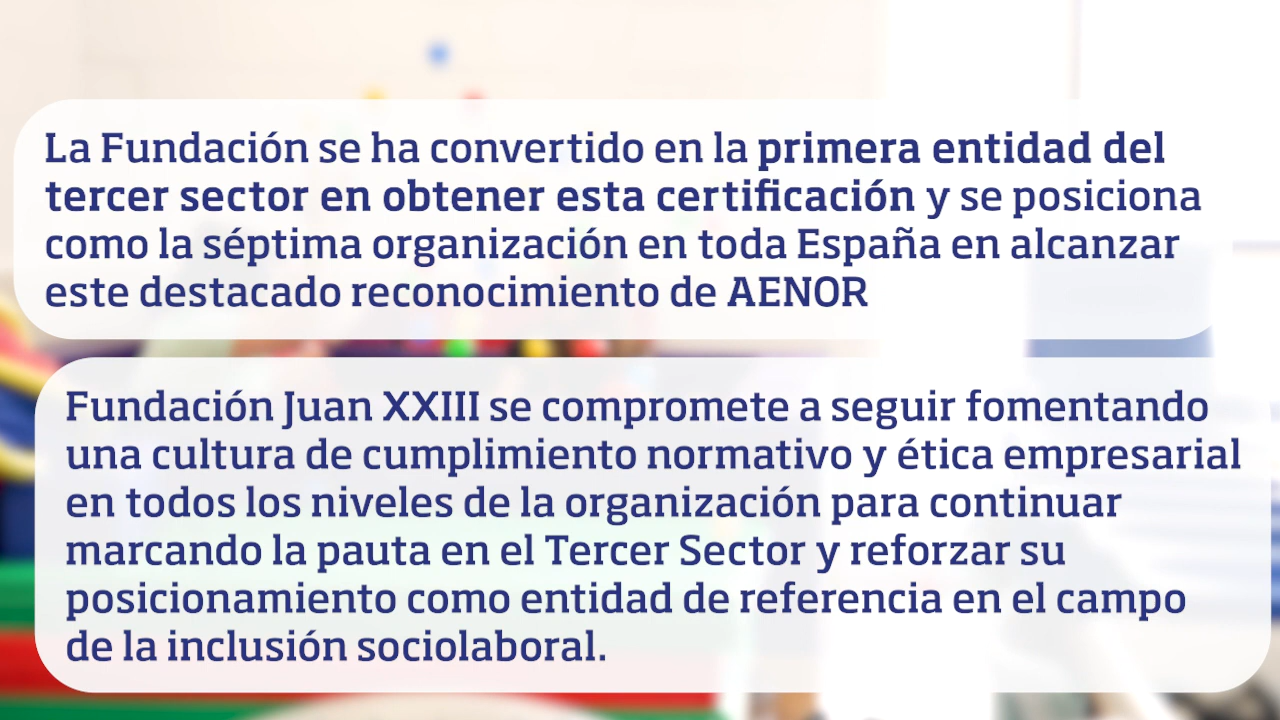 La Fundación se ha convertido en la primera entidad del
tercer sector en obtener esta certificación y se posiciona
como la séptima organización en toda España en alcanzar
este destacado reconocimiento de AENOR
Fundación Juan XXIII se compromete a seguir fomentando
una cultura de cumplimiento normativo y ética empresarial
en todos los niveles de la organización para continuar
marcando la pauta en el Tercer Sector y reforzar su
posicionamiento como entidad de referencia en el campo
de la inclusión sociolaboral.